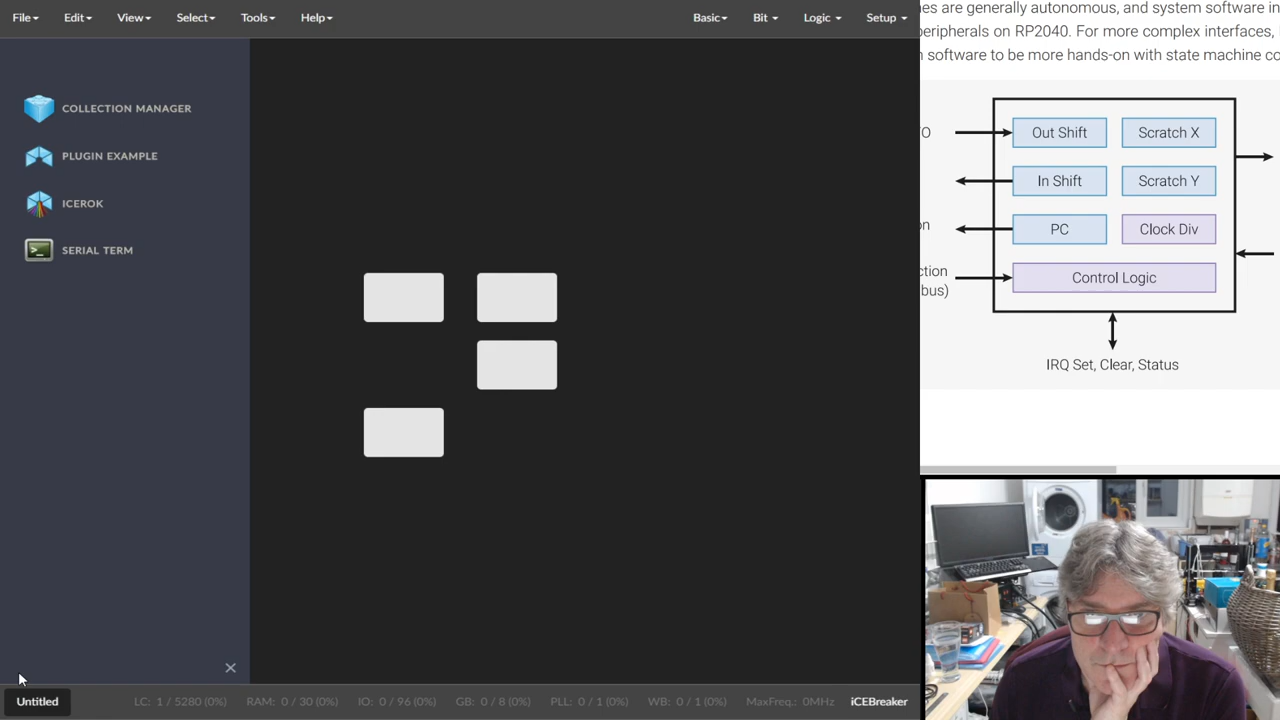 File
Edit
View
Select
Tools
Help
Basic
Bit
Logic
Setup
COLLECTION MANAGER
PLUGIN EXAMPLE
ICEROK
SERIAL TERM
Untitled
LC: 1 / 5280 (0%)
RAM: 0 / 30 (0%)
IO: 0 / 96 (0%)
GB: 0 / 8 (0%)
PLL: 0 / 1 (0%)
WB: 0 / 1 (0%)
MaxFreq.: 0MHz
iCEBreaker
are generally autonomous, and system software in
peripherals on RP2040. For more complex interfaces,
software to be more hands-on with state machine
Out Shift
Scratch X
In Shift
Scratch Y
PC
Clock Div
Control Logic
bus)
IRQ Set, Clear, Status